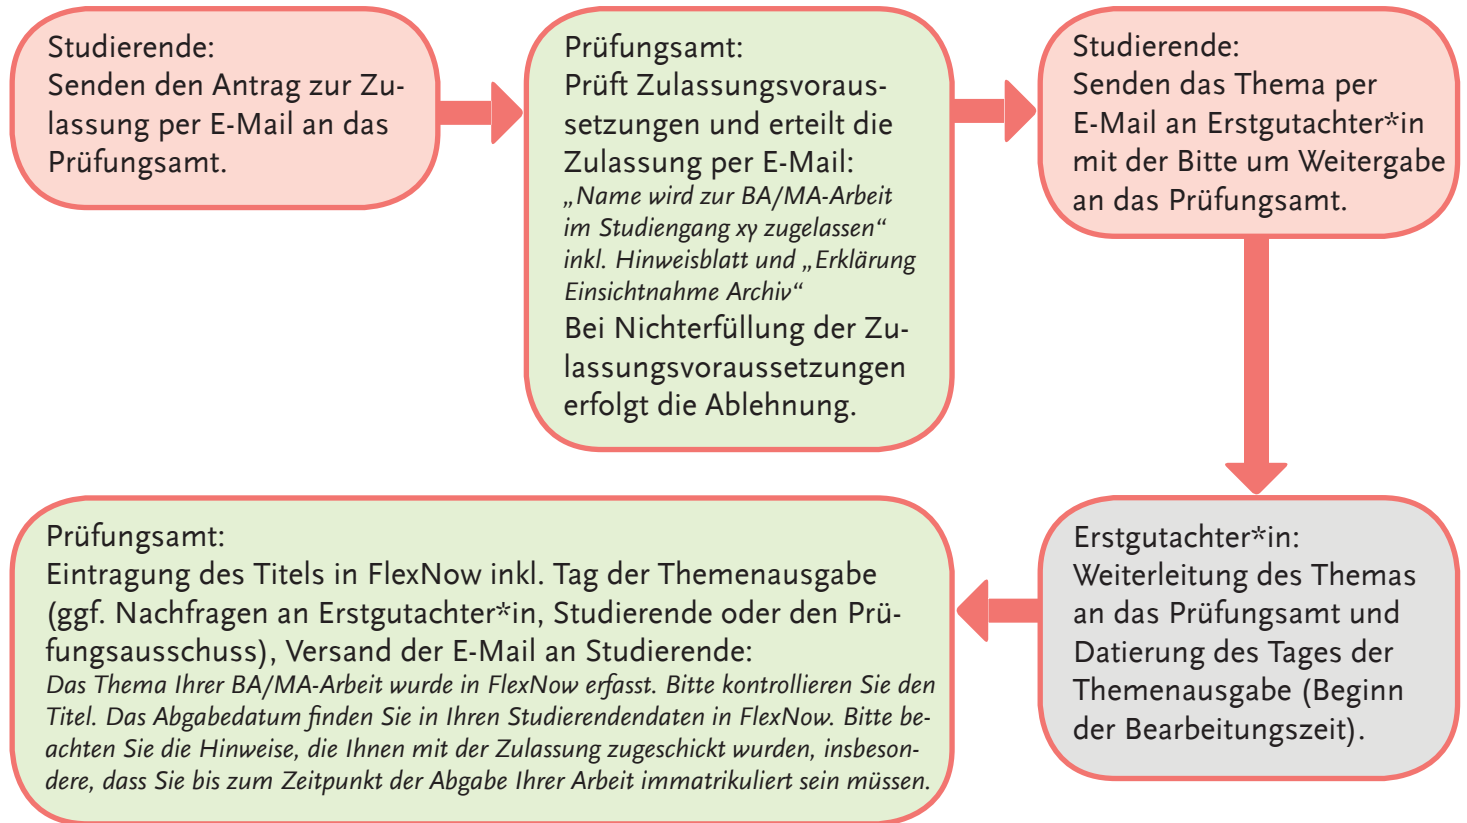 Studierende:
Senden den Antrag zur Zu-
lassung per E-Mail an das
Prüfungsamt.
Prüfungsamt:
Prüft Zulassungsvoraus-
setzungen und erteilt die
Zulassung per E-Mail:
„Name wird zur BA/MA-Arbeit
im Studiengang xy zugelassen“
inkl. Hinweisblatt und „Erklärung
Einsichtnahme Archiv“
Bei Nichterfüllung der Zu-
lassungsvoraussetzungen
erfolgt die Ablehnung.
Studierende:
Senden das Thema per
E-Mail an Erstgutachter*in
mit der Bitte um Weitergabe
an das Prüfungsamt.
Erstgutachter*in:
Weiterleitung des Themas
an das Prüfungsamt und
Datierung des Tages der
Themenausgabe (Beginn
der Bearbeitungszeit).
Prüfungsamt:
Eintragung des Titels in FlexNow inkl. Tag der Themenausgabe
(ggf. Nachfragen an Erstgutachter*in, Studierende oder den Prü-
fungsausschuss), Versand der E-Mail an Studierende:
Das Thema Ihrer BA/MA-Arbeit wurde in FlexNow erfasst. Bitte kontrollieren Sie den
Titel. Das Abgabedatum finden Sie in Ihren Studierendendaten in FlexNow. Bitte be-
achten Sie die Hinweise, die Ihnen mit der Zulassung zugeschickt wurden, insbeson-
dere, dass Sie bis zum Zeitpunkt der Abgabe Ihrer Arbeit immatrikuliert sein müssen.